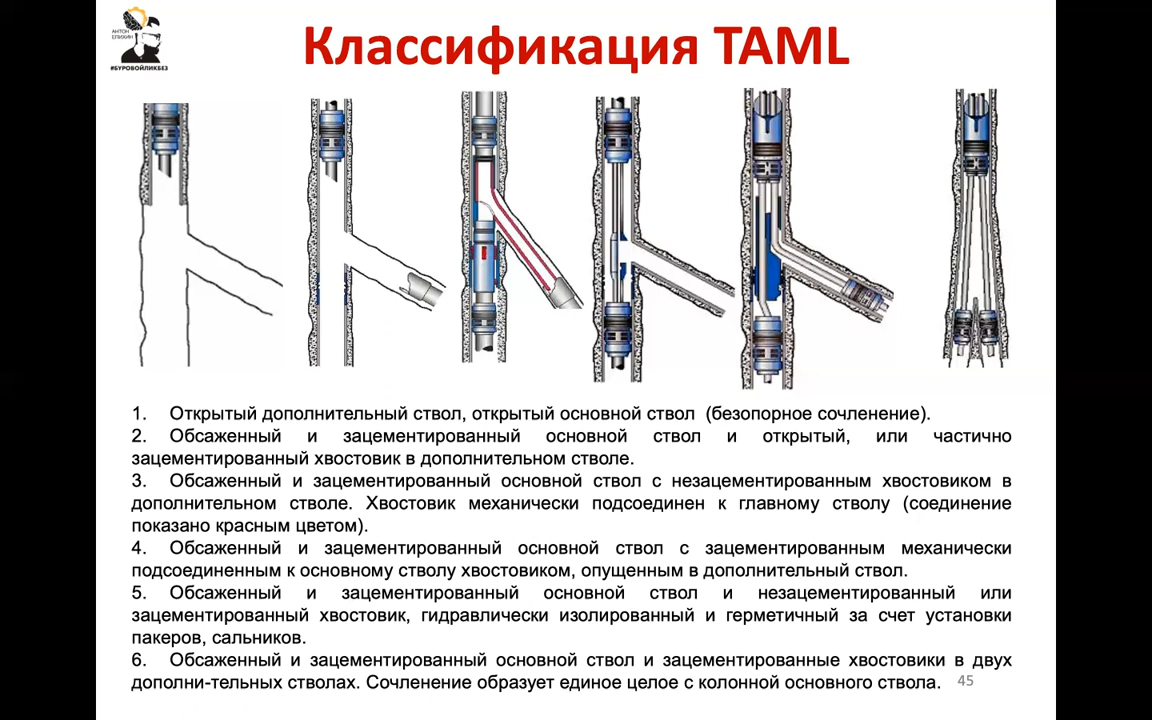 АНТОН
ЕПИХИН
#БУРОВОЙЛИКБЕЗ
Классификация TAML
1. Открытый дополнительный ствол, открытый основной ствол (безопорное сочленение).
2. Обсаженный и зацементированный основной ствол и открытый, или частично
зацементированный хвостовик в дополнительном стволе.
3. Обсаженный и зацементированный основной ствол с незацементированным хвостовиком в
дополнительном стволе. Хвостовик механически подсоединен к главному стволу (соединение
показано красным цветом).
4. Обсаженный и зацементированный основной ствол с зацементированным механически
подсоединенным к основному стволу хвостовиком, опущенным в дополнительный ствол.
5. Обсаженный и зацементированный основной ствол и незацементированный или
зацементированный хвостовик, гидравлически изолированный и герметичный за счет установки
пакеров, сальников.
6. Обсаженный и зацементированный основной ствол и зацементированные хвостовики в двух
дополни-тельных стволах. Сочленение образует единое целое с колонной основного ствола.
45